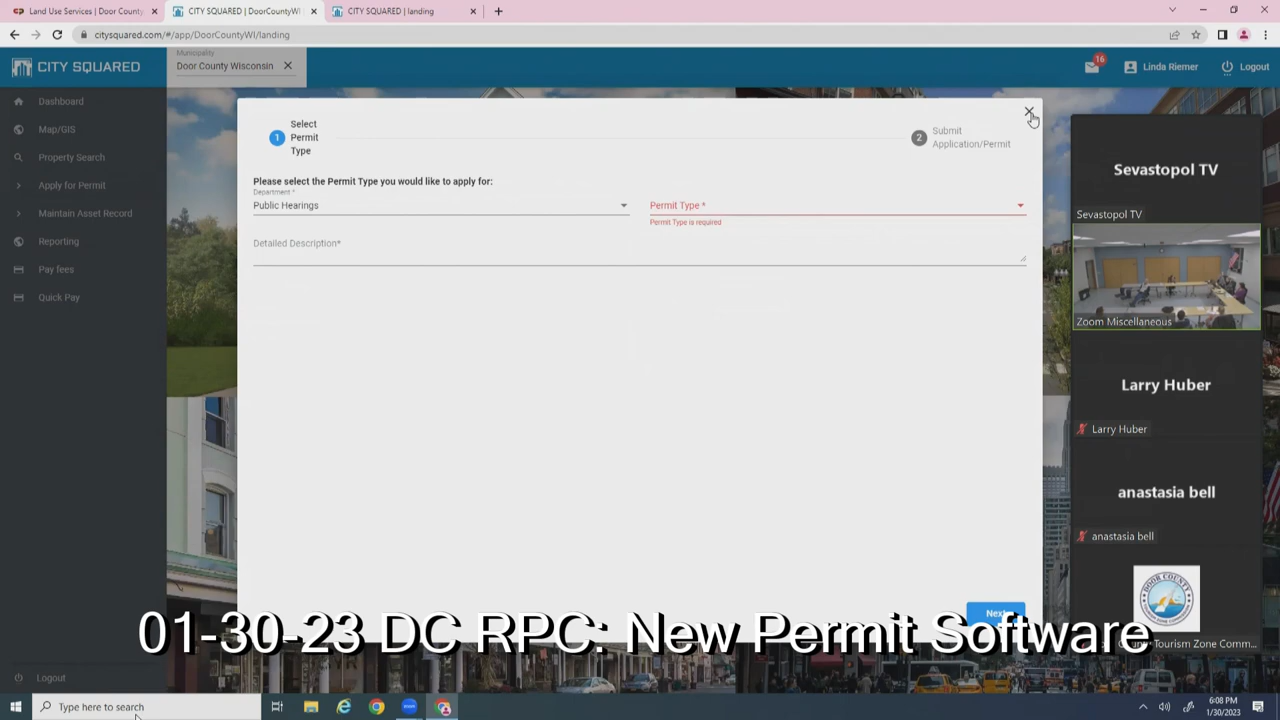 Land Use Services | Door County
CITY SQUARED | DoorCountyWI
CITY SQUARED | landing
citysquared.com/#/app/DoorCountyWI/landing
CITY SQUARED
Municipality
Door County Wisconsin
16
Linda Riemer
Logout
Dashboard
Map/GIS
Property Search
Apply for Permit
Maintain Asset Record
Reporting
Pay fees
Quick Pay
Logout
1
Select
Permit
Type
2
Submit
Application/Permit
Please select the Permit Type you would like to apply for:
Department *
Public Hearings
Permit Type *
Permit Type is required
Detailed Description*
Next
Sevastopol TV
Sevastopol TV
Zoom Miscellaneous
Larry Huber
Larry Huber
anastasia bell
anastasia bell
DOOR COUNTY
Tourism Zone Comm...
01-30-23 DC RPC: New Permit Software
Type here to search
6:08 PM
1/30/2023